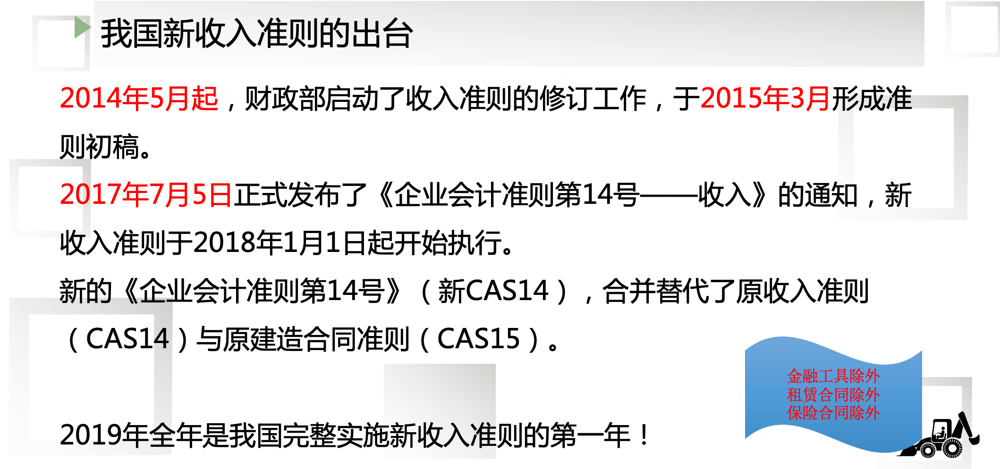 我国新收入准则的出台
2014年5月起，财政部启动了收入准则的修订工作，于2015年3月形成准
则初稿。
2017年7月5日正式发布了《企业会计准则第14号——收入》的通知，新
收入准则于2018年1月1日起开始执行。
新的《企业会计准则第14号》（新CAS14），合并替代了原收入准则
（CAS14）与原建造合同准则（CAS15）。
金融工具除外
租赁合同除外
保险合同除外
2019年全年是我国完整实施新收入准则的第一年！